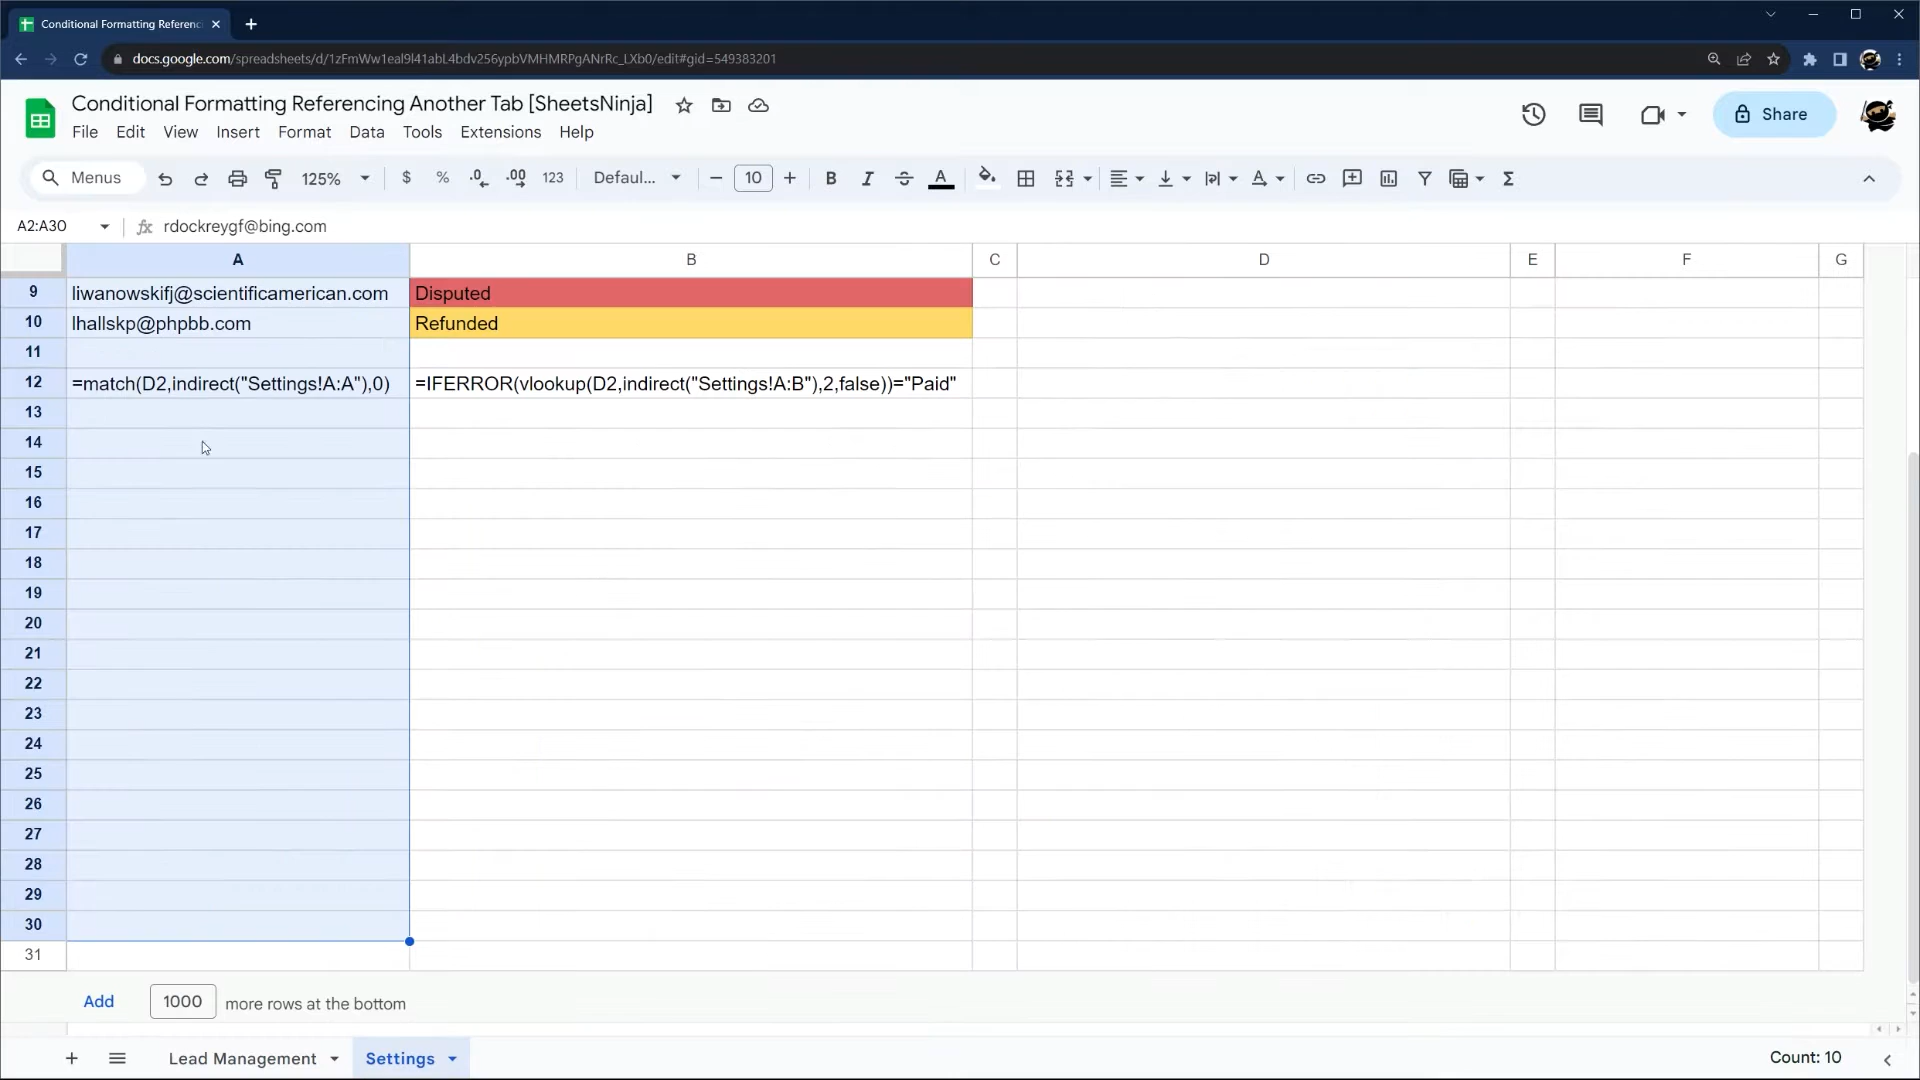 Conditional Formatting Referenc
docs.google.com/spreadsheets/d/1zFmWw1eal9l41abL4bdv256ypbVMHMRPgANrRc_LXb0/edit#gid=549383201
Conditional Formatting Referencing Another Tab [SheetsNinja]
File Edit View Insert Format Data Tools Extensions Help
Share
Menus 125% $ % .0 .00 123 Defaul... 10 B I A
A2:A30 fx rdockreygf@bing.com
A B C D E F G
9 liwanowskifj@scientificamerican.com Disputed
10 lhallskp@phpbb.com Refunded
11
12 =match(D2,indirect("Settings!A:A"),0) =IFERROR(vlookup(D2,indirect("Settings!A:B"),2,false))="Paid"
13
14
15
16
17
18
19
20
21
22
23
24
25
26
27
28
29
30
31
Add 1000 more rows at the bottom
Lead Management Settings Count: 10